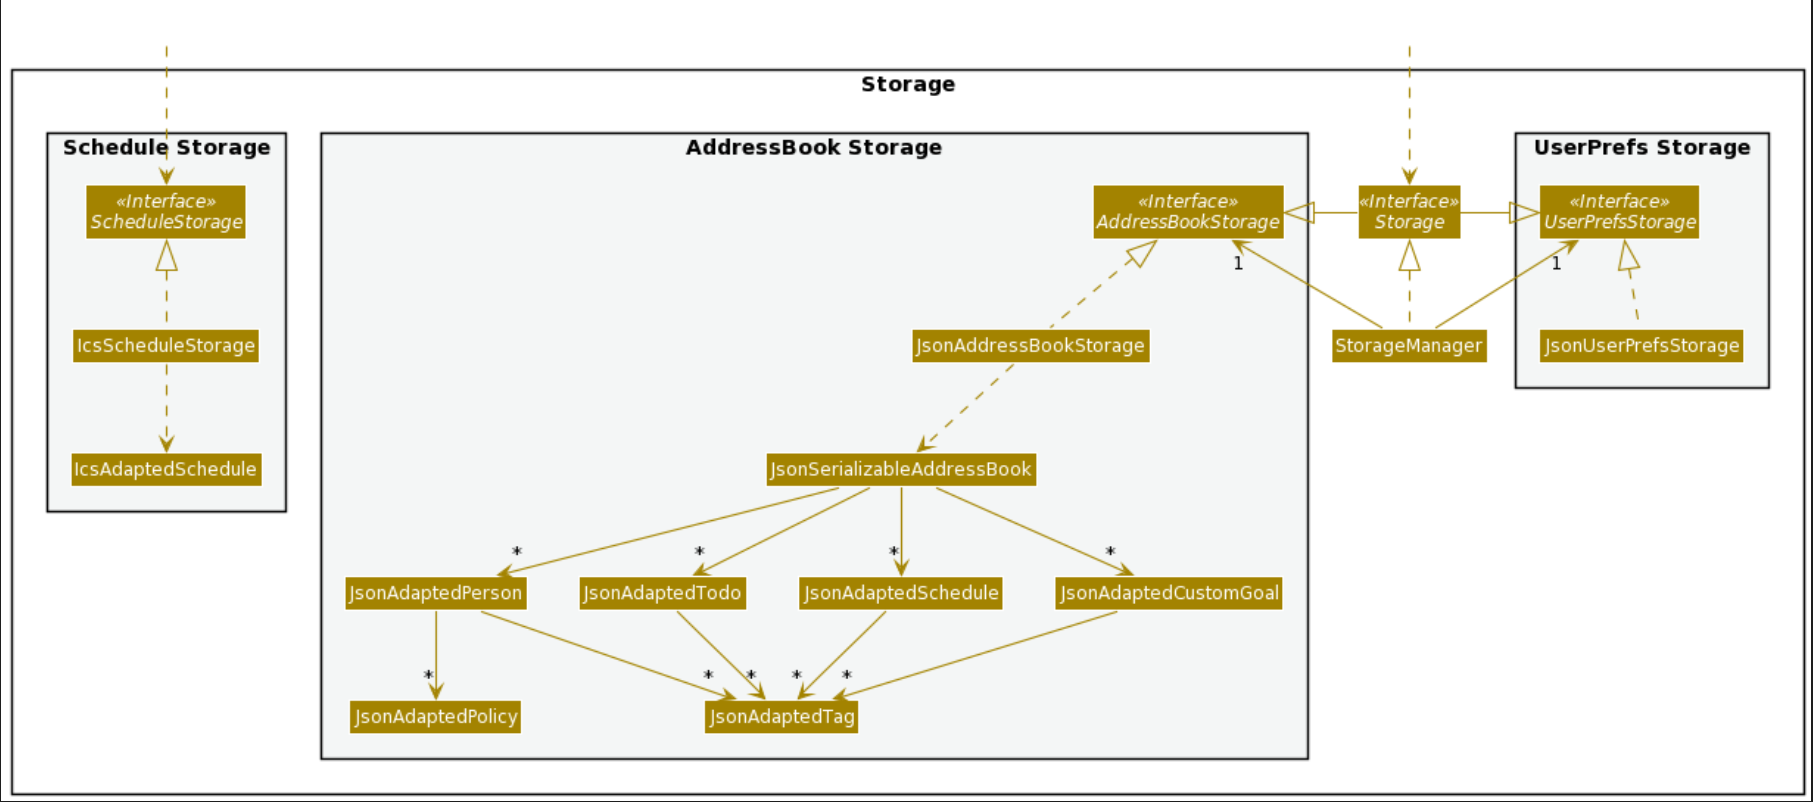 Storage
Schedule Storage
AddressBook Storage
UserPrefs Storage
«Interface»
ScheduleStorage
«Interface»
AddressBookStorage
«Interface»
Storage
«Interface»
UserPrefsStorage
1
1
IcsScheduleStorage
JsonAddressBookStorage
StorageManager
JsonUserPrefsStorage
IcsAdaptedSchedule
JsonSerializableAddressBook
*
*
*
*
JsonAdaptedPerson
JsonAdaptedTodo
JsonAdaptedSchedule
JsonAdaptedCustomGoal
*
*
*
*
*
JsonAdaptedPolicy
JsonAdaptedTag